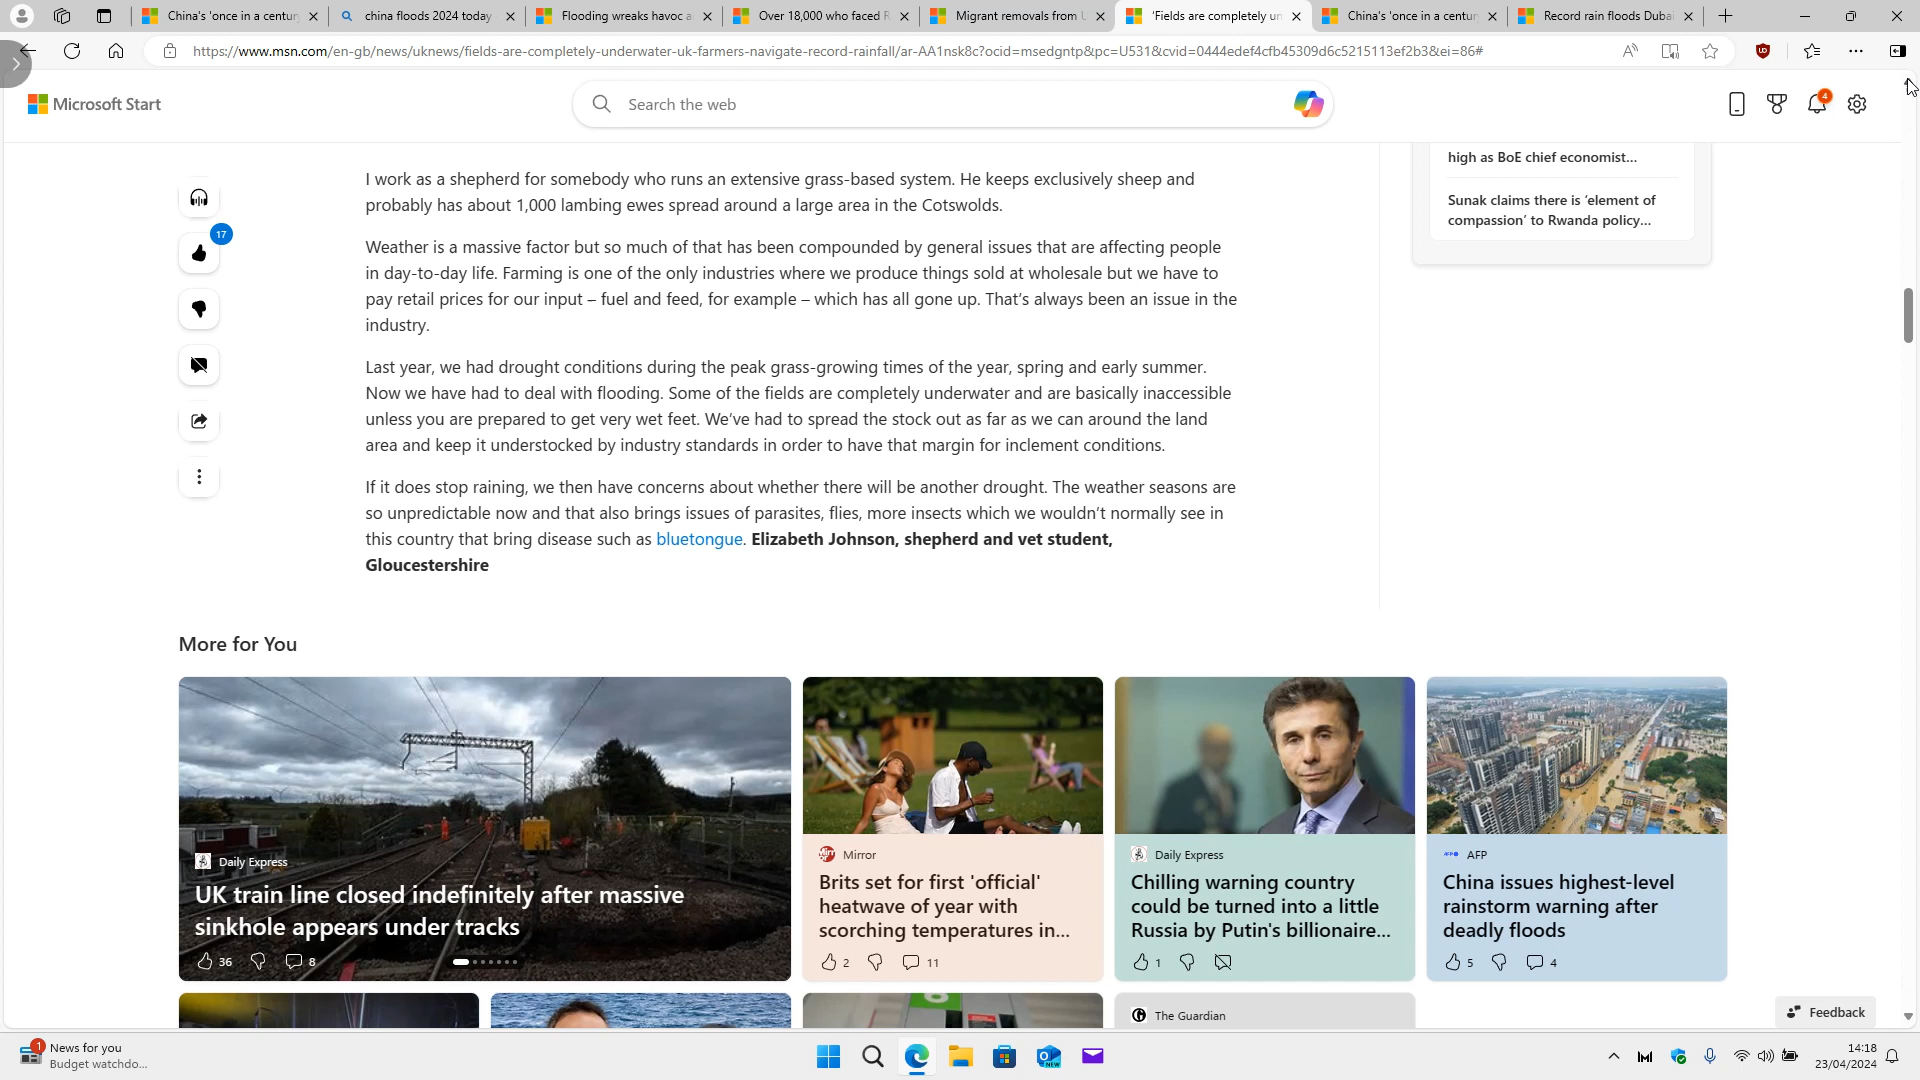 China's 'once in a centur
china floods 2024 today
Flooding wreaks havoc a
Over 18,000 who faced R
Migrant removals from U
'Fields are completely un
China's 'once in a centur
Record rain floods Dubai
https://www.msn.com/en-gb/news/uknews/fields-are-completely-underwater-uk-farmers-navigate-record-rainfall/ar-AA1nsk8c?ocid=msedgntp&pc=U531&cvid=0444edef4cfb45309d6c5215113ef2b3&ei=86#
Microsoft Start
Search the web
4
high as BoE chief economist...
Sunak claims there is 'element of
compassion' to Rwanda policy...
17
I work as a shepherd for somebody who runs an extensive grass-based system. He keeps exclusively sheep and
probably has about 1,000 lambing ewes spread around a large area in the Cotswolds.
Weather is a massive factor but so much of that has been compounded by general issues that are affecting people
in day-to-day life. Farming is one of the only industries where we produce things sold at wholesale but we have to
pay retail prices for our input – fuel and feed, for example – which has all gone up. That's always been an issue in the
industry.
Last year, we had drought conditions during the peak grass-growing times of the year, spring and early summer.
Now we have had to deal with flooding. Some of the fields are completely underwater and are basically inaccessible
unless you are prepared to get very wet feet. We've had to spread the stock out as far as we can around the land
area and keep it understocked by industry standards in order to have that margin for inclement conditions.
If it does stop raining, we then have concerns about whether there will be another drought. The weather seasons are
so unpredictable now and that also brings issues of parasites, flies, more insects which we wouldn't normally see in
this country that bring disease such as bluetongue. Elizabeth Johnson, shepherd and vet student,
Gloucestershire
More for You
Daily Express
UK train line closed indefinitely after massive
sinkhole appears under tracks
36
8
Mirror
Brits set for first 'official'
heatwave of year with
scorching temperatures in...
2
11
Daily Express
Chilling warning country
could be turned into a little
Russia by Putin's billionaire...
1
AFP
China issues highest-level
rainstorm warning after
deadly floods
5
4
The Guardian
Feedback
1
News for you
Budget watchdo...
14:18
23/04/2024